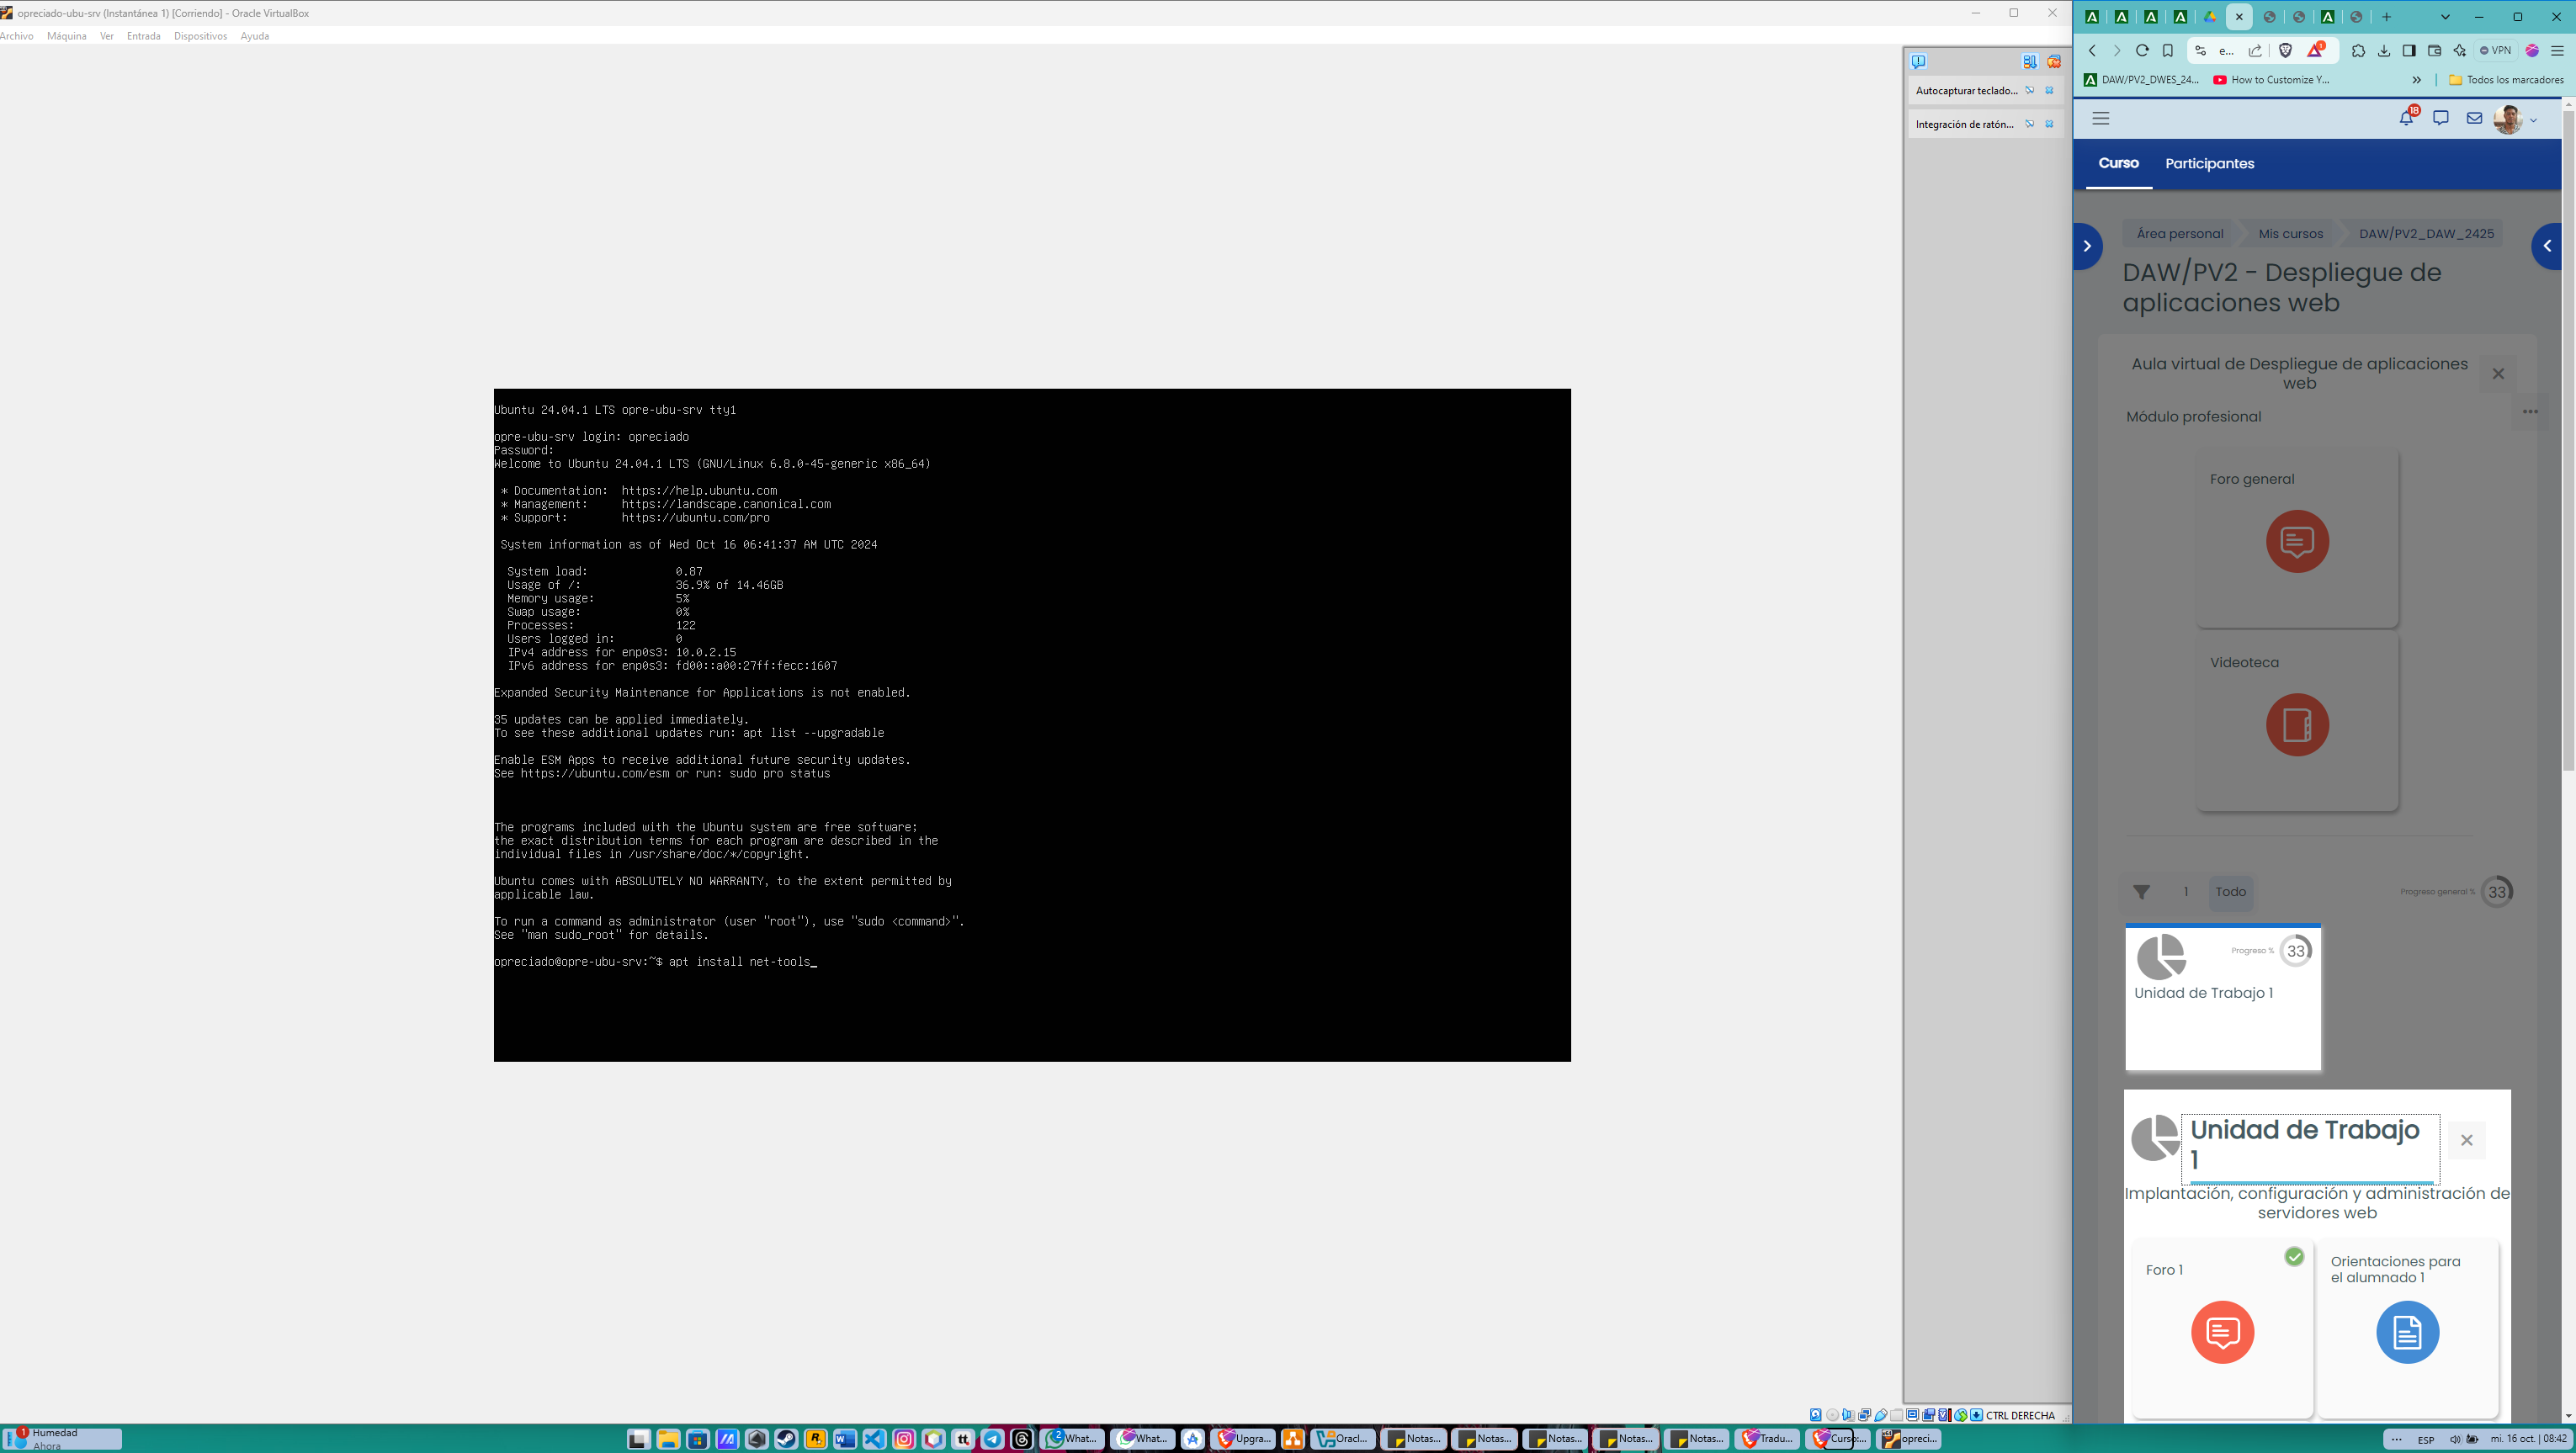 opreciado-ubu-srv (Instantánea 1) [Corriendo] - Oracle VirtualBox
Archivo Máquina Ver Entrada Dispositivos Ayuda
Ubuntu 24.04.1 LTS opre-ubu-srv tty1
opre-ubu-srv login: opreciado
Password:
Welcome to Ubuntu 24.04.1 LTS (GNU/Linux 6.8.0-45-generic x86_64)
* Documentation: https://help.ubuntu.com
* Management: https://landscape.canonical.com
* Support: https://ubuntu.com/pro
System information as of Wed Oct 16 06:41:37 AM UTC 2024
System load: 0.87
Usage of /: 36.9% of 14.46GB
Memory usage: 5%
Swap usage: 0%
Processes: 122
Users logged in: 0
IPv4 address for enp0s3: 10.0.2.15
IPv6 address for enp0s3: fd00::a00:27ff:fecc:1607
Expanded Security Maintenance for Applications is not enabled.
35 updates can be applied immediately.
To see these additional updates run: apt list --upgradable
Enable ESM Apps to receive additional future security updates.
See https://ubuntu.com/esm or run: sudo pro status
The programs included with the Ubuntu system are free software;
the exact distribution terms for each program are described in the
individual files in /usr/share/doc/*/copyright.
Ubuntu comes with ABSOLUTELY NO WARRANTY, to the extent permitted by
applicable law.
To run a command as administrator (user "root"), use "sudo <command>".
See "man sudo_root" for details.
opreciado@opre-ubu-srv:~$ apt install net-tools_
Autocapturar teclado...
Integración de ratón...
CTRL DERECHA
e...
1
VPN
DAW/PV2_DWES_24...
How to Customize Y...
» Todos los marcadores
18
Curso Participantes
Área personal Mis cursos DAW/PV2_DAW_2425
DAW/PV2 - Despliegue de
aplicaciones web
Aula virtual de Despliegue de aplicaciones
web
Módulo profesional
Foro general
Videoteca
1 Todo
Progreso general % 33
Progreso % 33
Unidad de Trabajo 1
Unidad de Trabajo
1
Implantación, configuración y administración de
servidores web
Foro 1
Orientaciones para
el alumnado 1
1 Humedad
Ahora
2 What... What... Upgra... Oracl... Notas... Notas... Notas... Notas... Notas... Tradu... Curso:... opreci...
ESP mi. 16 oct. | 08:42